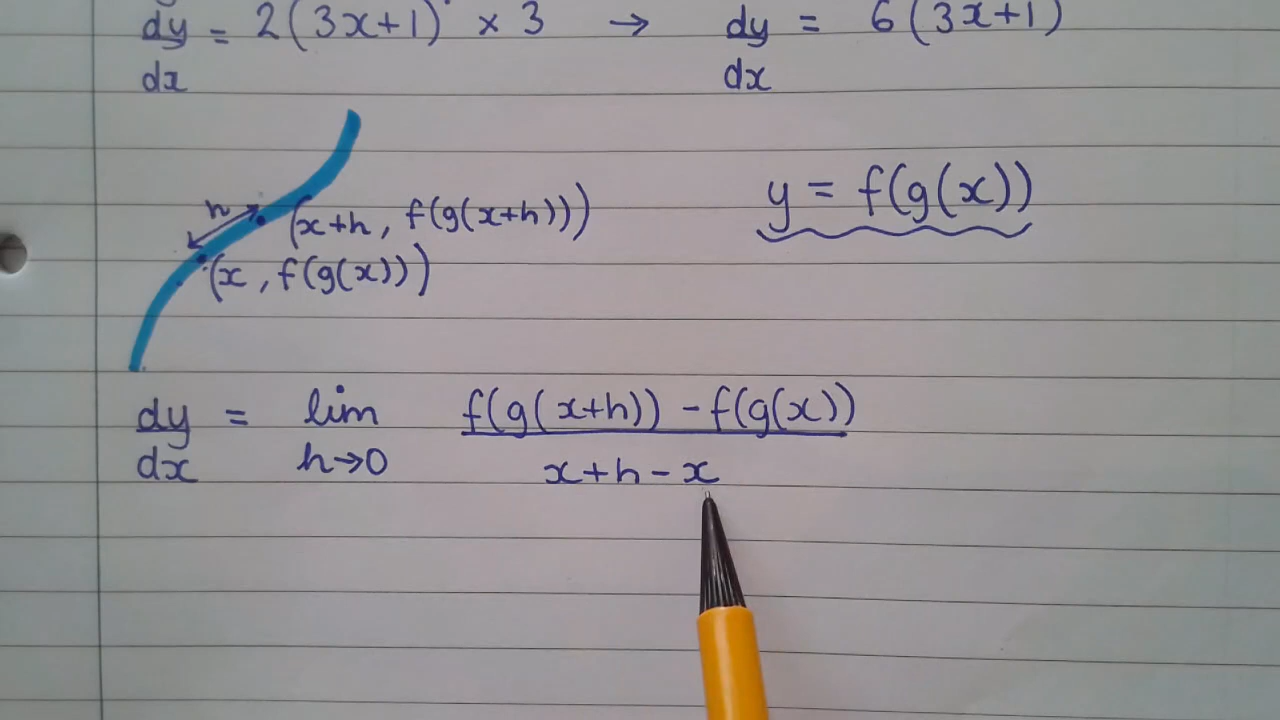 dy = 2(3x+1) × 3 → dy = 6(3x+1)
dx dx
h
(x+h, f(g(x+h))) y = f(g(x))
(x, f(g(x)))
dy = lim f(g(x+h)) - f(g(x))
dx h→0 x+h-x